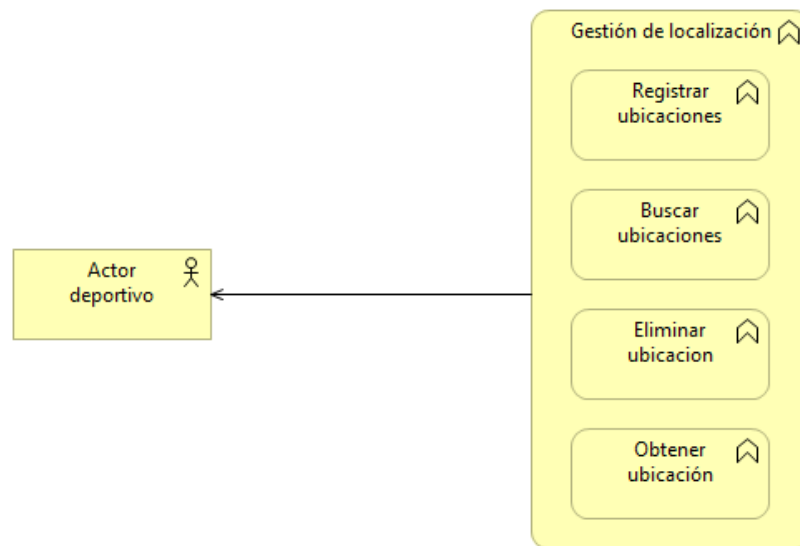 Gestión de localización
Registrar
ubicaciones
Buscar
ubicaciones
Actor
deportivo
Eliminar
ubicacion
Obtener
ubicación